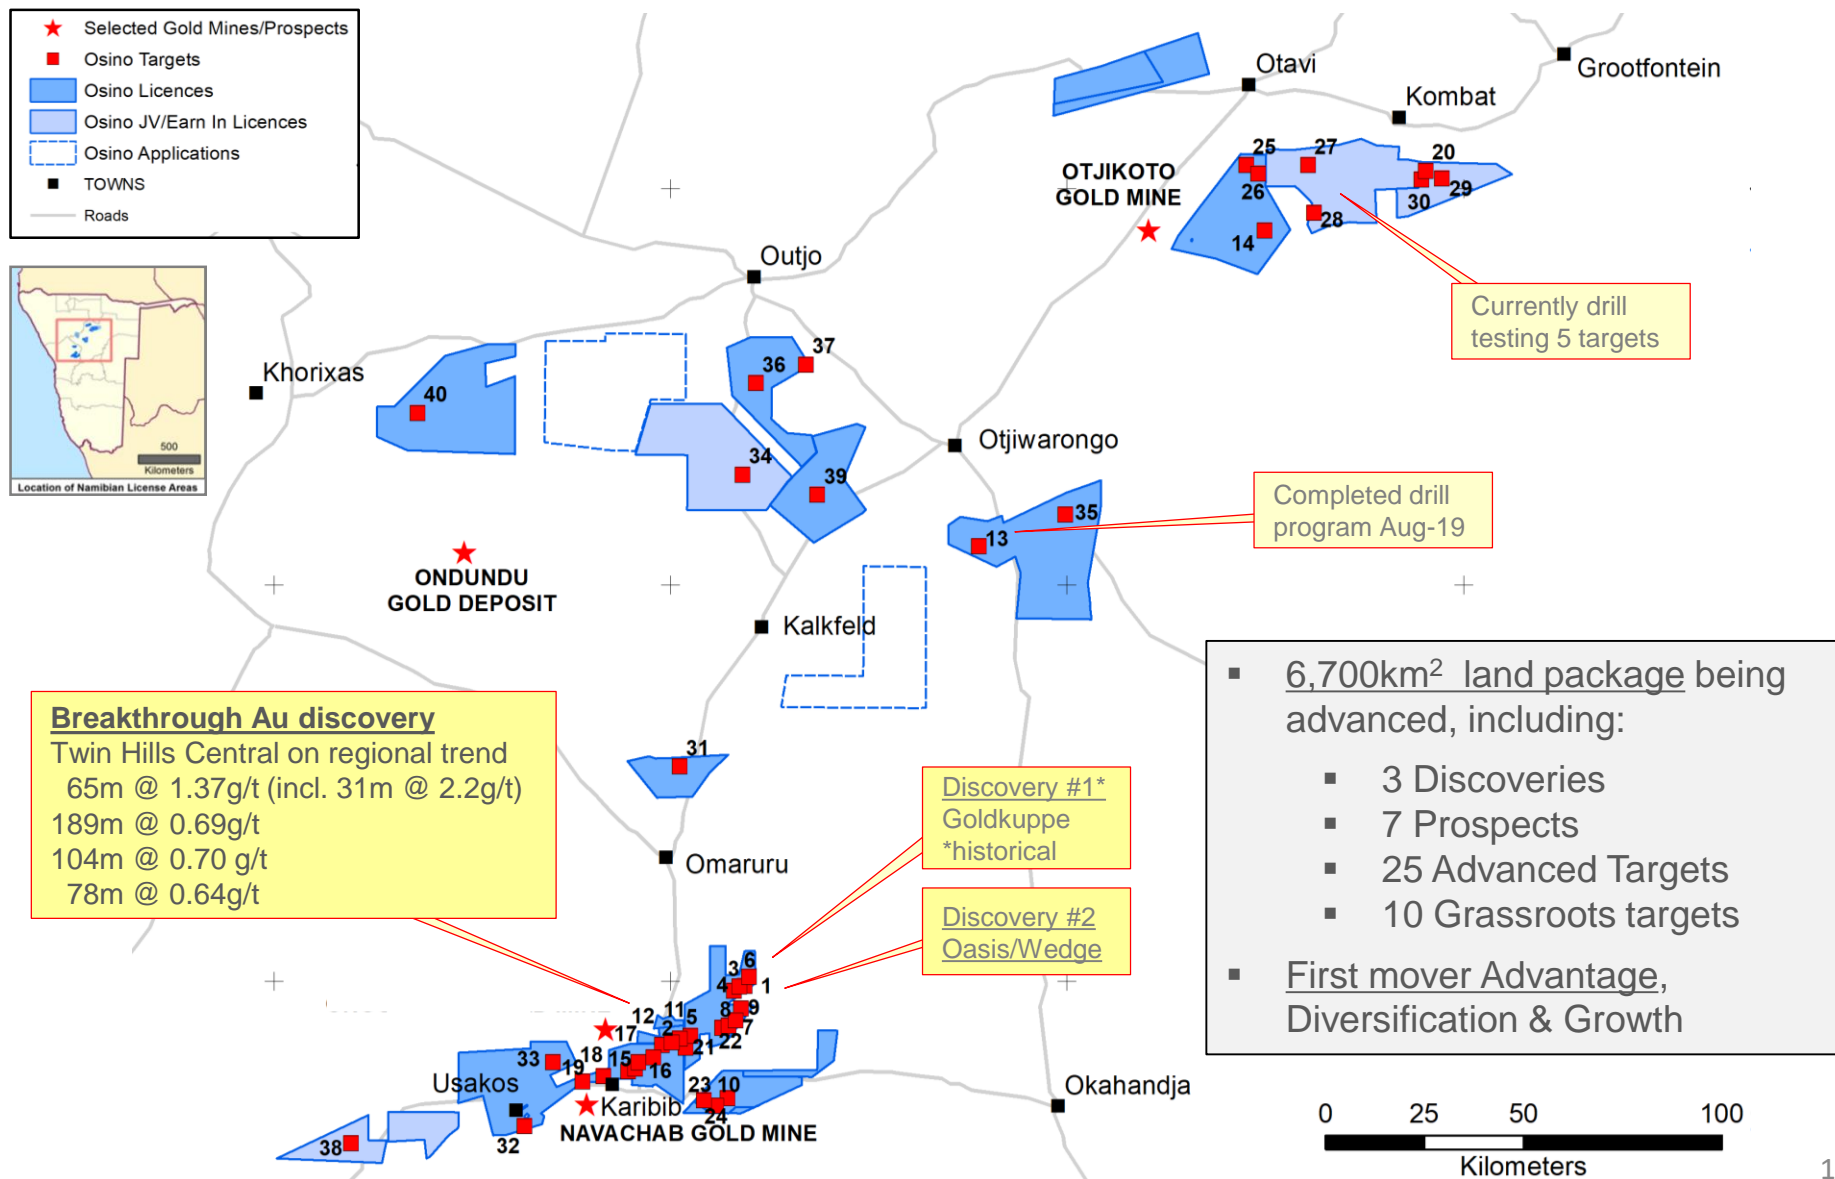 Selected Gold Mines/Prospects
Osino Targets
Osino Licences
Osino JV/Earn In Licences
Osino Applications
TOWNS
Roads
500
Kilometers
Location of Namibian License Areas
Otavi
Grootfontein
Kombat
25
27
20
OTJIKOTO
GOLD MINE
26
30
29
28
14
Currently drill
testing 5 targets
Outjo
Khorixas
37
36
40
34
39
Otjiwarongo
35
13
Completed drill
program Aug-19
ONDUNDU
GOLD DEPOSIT
Kalkfeld
▪ 6,700km² land package being
advanced, including:
▪ 3 Discoveries
▪ 7 Prospects
▪ 25 Advanced Targets
▪ 10 Grassroots targets
▪ First mover Advantage,
Diversification & Growth
Breakthrough Au discovery
Twin Hills Central on regional trend
65m @ 1.37g/t (incl. 31m @ 2.2g/t)
189m @ 0.69g/t
104m @ 0.70 g/t
78m @ 0.64g/t
31
Omaruru
Discovery #1*
Goldkuppe
*historical
Discovery #2
Oasis/Wedge
6
3
4
1
8
9
7
22
12
11
5
2
17
21
18
15
16
33
19
23
10
24
Usakos
Karibib
NAVACHAB GOLD MINE
32
38
Okahandja
0
25
50
100
Kilometers
1